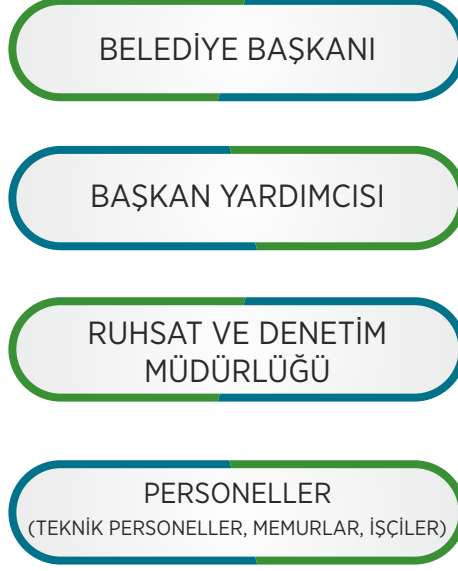 BELEDİYE BAŞKANI
BAŞKAN YARDIMCISI
RUHSAT VE DENETİM
MÜDÜRLÜĞÜ
PERSONELLER
(TEKNİK PERSONELLER, MEMURLAR, İŞÇİLER)